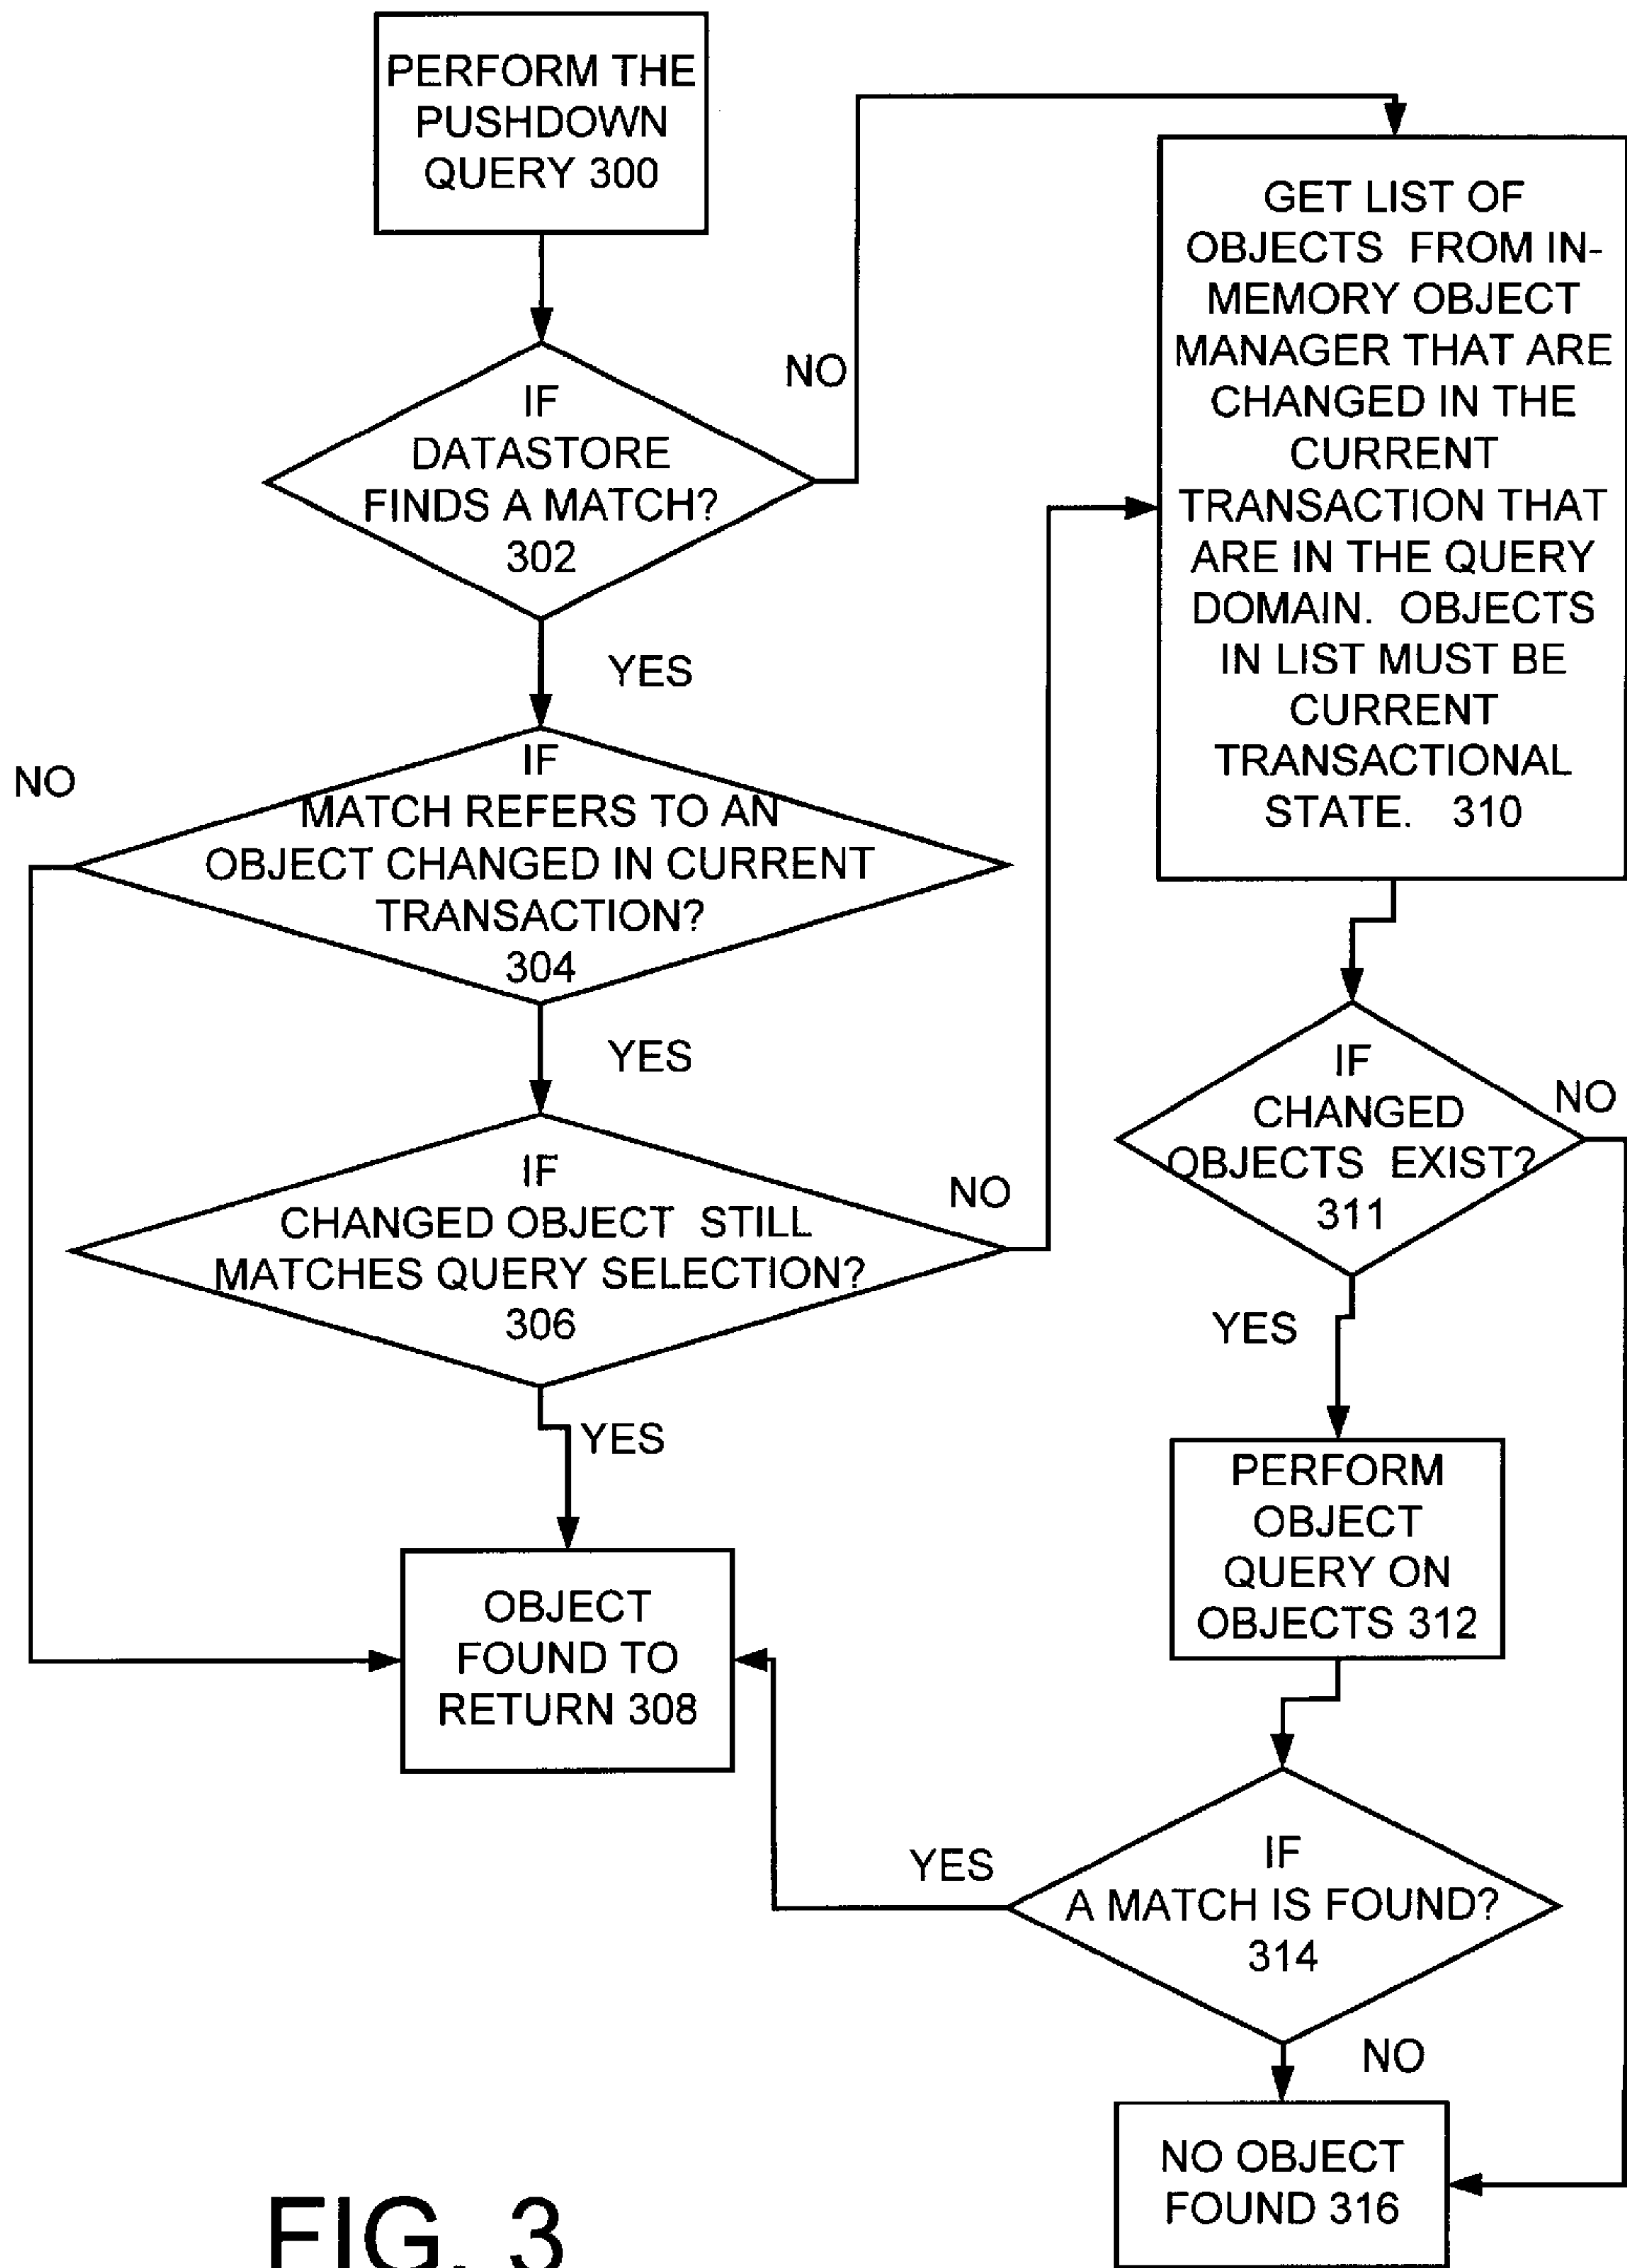 PERFORM THE
PUSHDOWN
QUERY 300
IF
DATASTORE
FINDS A MATCH?
302
NO
YES
IF
MATCH REFERS TO AN
OBJECT CHANGED IN CURRENT
TRANSACTION?
304
NO
YES
IF
CHANGED OBJECT STILL
MATCHES QUERY SELECTION?
306
NO
YES
OBJECT
FOUND TO
RETURN 308
GET LIST OF
OBJECTS FROM IN-
MEMORY OBJECT
MANAGER THAT ARE
CHANGED IN THE
CURRENT
TRANSACTION THAT
ARE IN THE QUERY
DOMAIN. OBJECTS
IN LIST MUST BE
CURRENT
TRANSACTIONAL
STATE. 310
IF
CHANGED
OBJECTS EXIST?
311
NO
YES
PERFORM
OBJECT
QUERY ON
OBJECTS 312
IF
A MATCH IS FOUND?
314
YES
NO
NO OBJECT
FOUND 316
FIG. 3